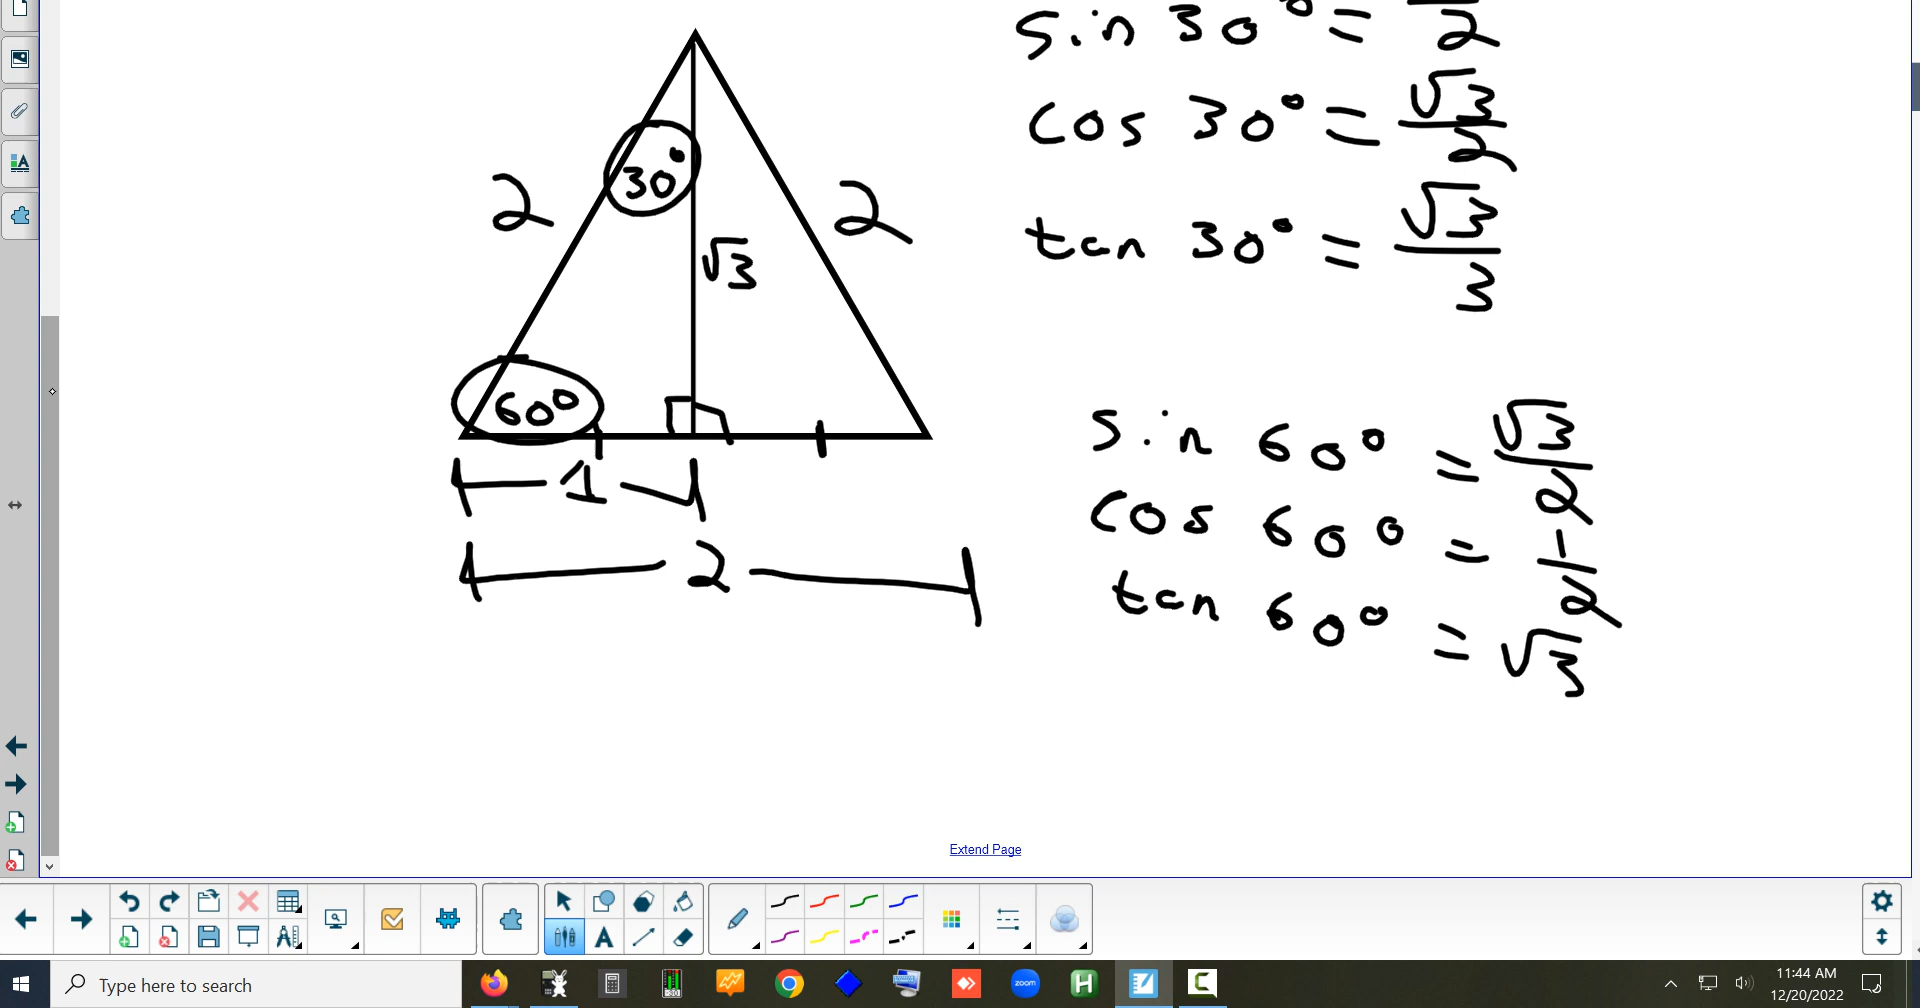 sin 30° = /2
cos 30° = √3/2
tan 30° = √3/3
30°
2
2
√3
60°
1
2
sin 60° = √3/2
cos 60° = 1/2
tan 60° = √3
Extend Page
A
zoom
H
C
Type here to search
11:44 AM
12/20/2022